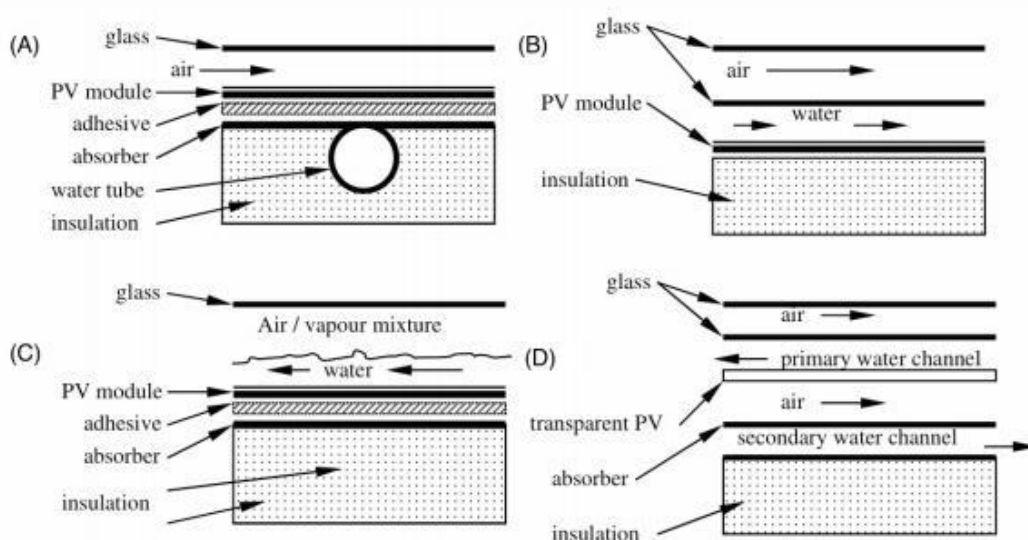 (A)
glass
air
PV module
adhesive
absorber
water tube
insulation
(B)
glass
air
PV module
water
insulation
(C)
glass
Air / vapour mixture
water
PV module
adhesive
absorber
insulation
(D)
glass
air
primary water channel
air
transparent PV
secondary water channel
absorber
insulation